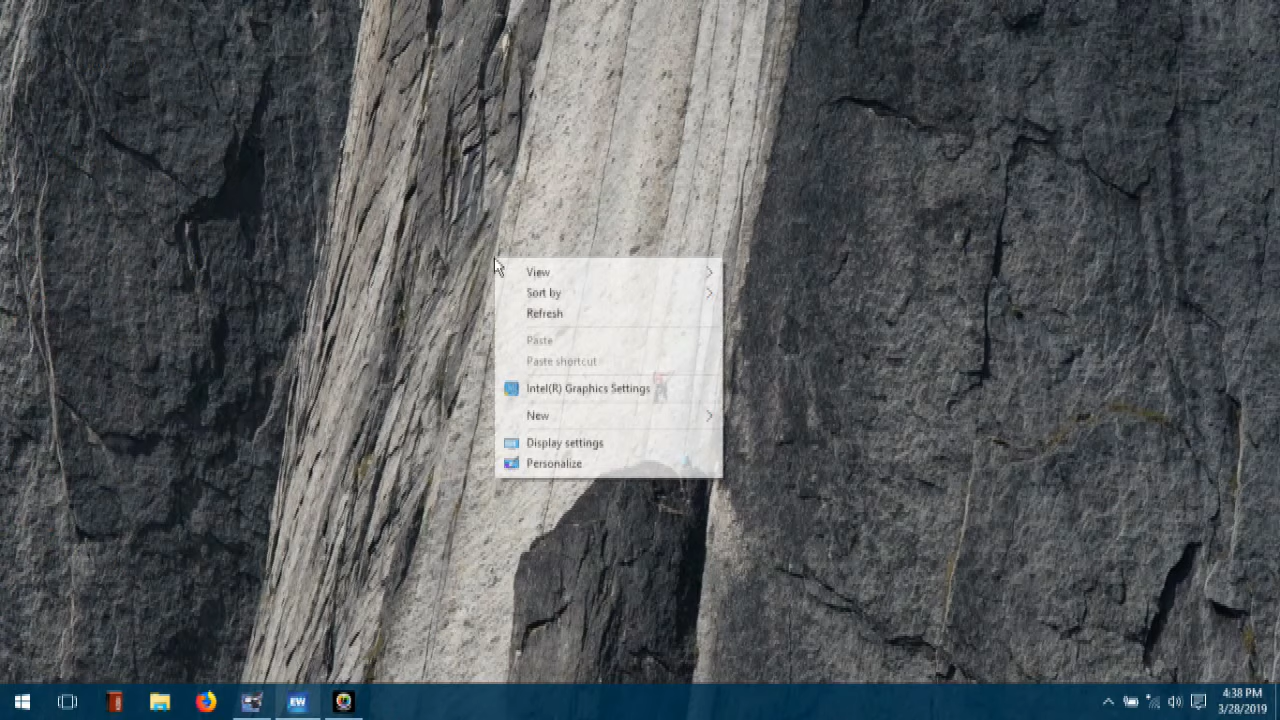 View
Sort by
Refresh
Paste
Paste shortcut
Intel(R) Graphics Settings
New
Display settings
Personalize
EW
4:38 PM
3/28/2019